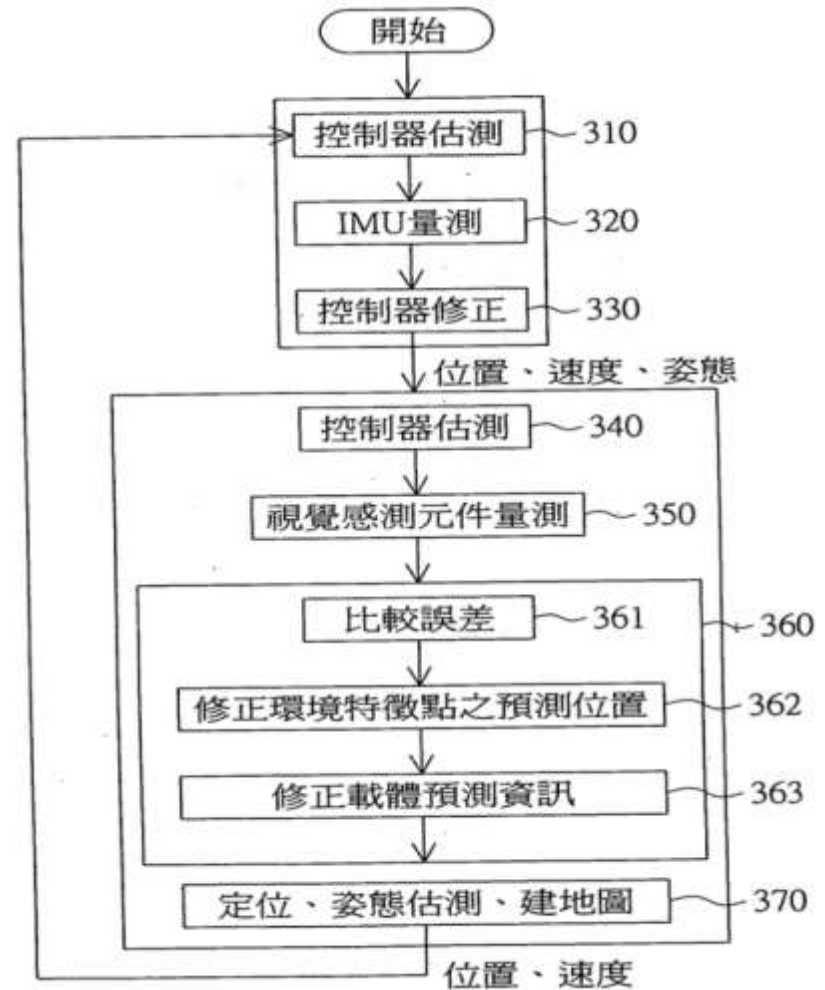 開始
控制器估測 310
IMU量測 320
控制器修正 330
位置、速度、姿態
控制器估測 340
視覺感測元件量測 350
比較誤差 361
360
修正環境特徵點之預測位置 362
修正載體預測資訊 363
定位、姿態估測、建地圖 370
位置、速度